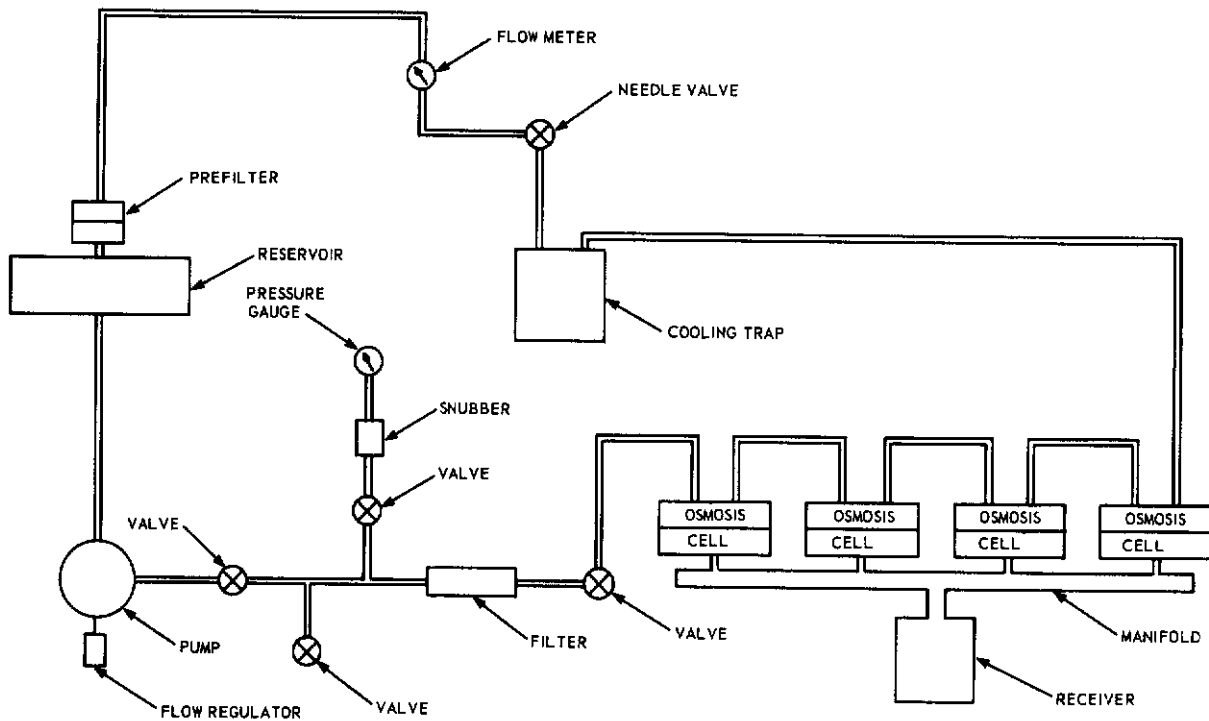 FLOW METER
NEEDLE VALVE
PREFILTER
RESERVOIR
PRESSURE
GAUGE
COOLING TRAP
SNUBBER
VALVE
VALVE
OSMOSIS
CELL
OSMOSIS
CELL
OSMOSIS
CELL
OSMOSIS
CELL
PUMP
FILTER
VALVE
MANIFOLD
FLOW REGULATOR
VALVE
RECEIVER